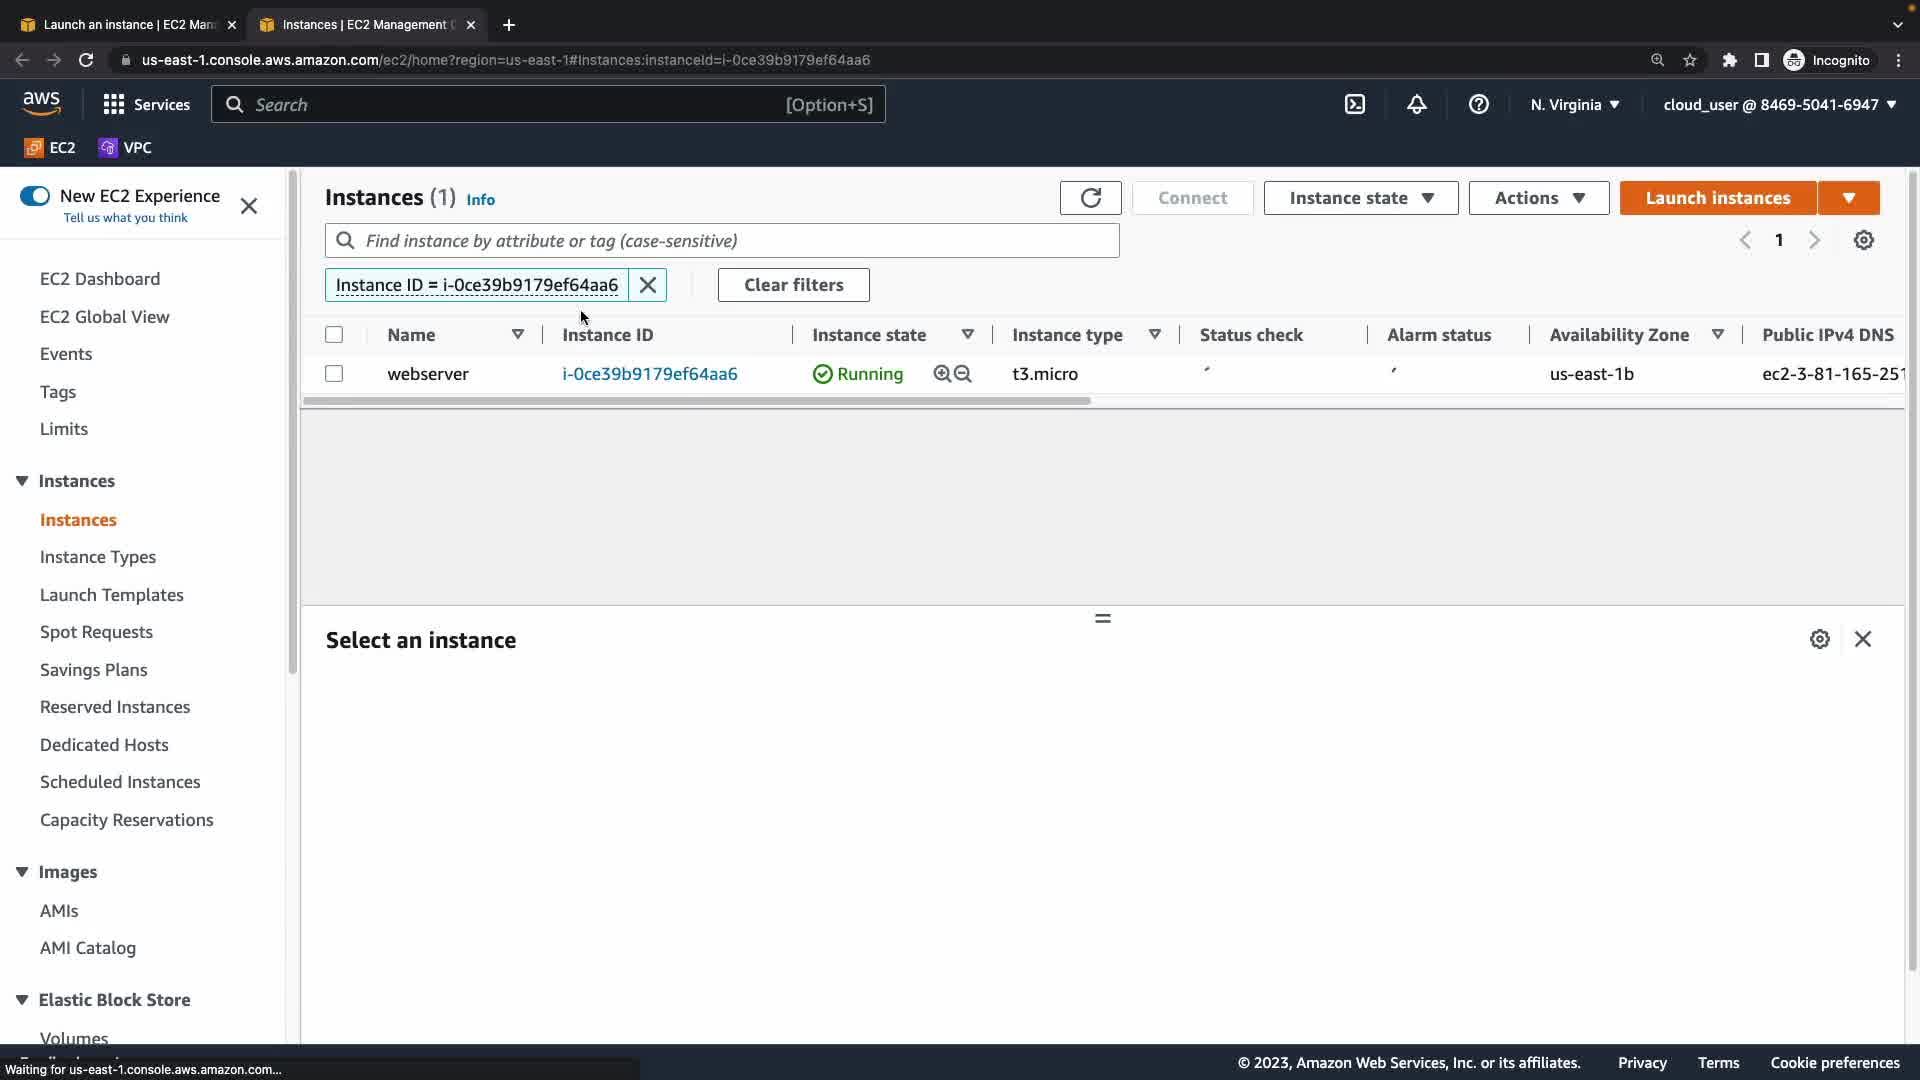 Launch an instance | EC2 Man
Instances | EC2 Management
us-east-1.console.aws.amazon.com/ec2/home?region=us-east-1#Instances:instanceId=i-0ce39b9179ef64aa6
Incognito
aws
Services
Search
[Option+S]
N. Virginia
cloud_user @ 8469-5041-6947
EC2
VPC
New EC2 Experience
Tell us what you think
EC2 Dashboard
EC2 Global View
Events
Tags
Limits
Instances
Instances
Instance Types
Launch Templates
Spot Requests
Savings Plans
Reserved Instances
Dedicated Hosts
Scheduled Instances
Capacity Reservations
Images
AMIs
AMI Catalog
Elastic Block Store
Volumes
Instances (1) Info
Connect
Instance state
Actions
Launch instances
Find instance by attribute or tag (case-sensitive)
1
Instance ID = i-0ce39b9179ef64aa6
Clear filters
Name Instance ID Instance state Instance type Status check Alarm status Availability Zone Public IPv4 DNS
webserver i-0ce39b9179ef64aa6 Running t3.micro us-east-1b ec2-3-81-165-251
Select an instance
Waiting for us-east-1.console.aws.amazon.com...
© 2023, Amazon Web Services, Inc. or its affiliates.
Privacy
Terms
Cookie preferences